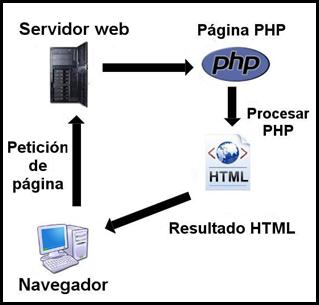 Servidor web
Página PHP
php
Procesar
PHP
Petición
de
página
HTML
Resultado HTML
Navegador